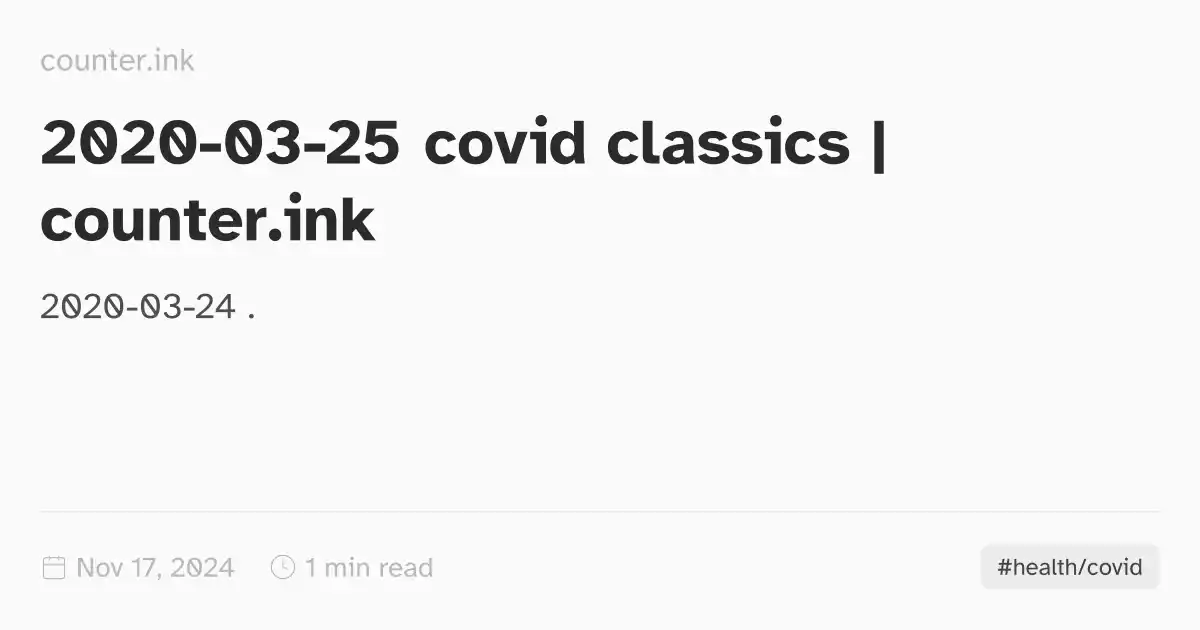 counter.ink
2020-03-25 covid classics |
counter.ink
2020-03-24 .
Nov 17, 2024 1 min read #health/covid